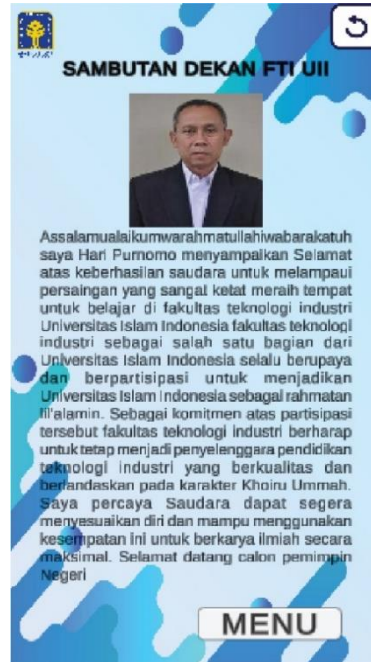 SAMBUTAN DEKAN FTI UII
Assalamualaikumwarahmatullahiwabarakatuh
saya Hari Purnomo menyampaikan Selamat
atas keberhasilan saudara untuk melampaui
persaingan yang sangat ketat meraih tempat
untuk belajar di fakultas teknologi industri
Universitas Islam Indonesia fakultas teknologi
industri sebagai salah satu bagian dari
Universitas Islam Indonesia selalu berupaya
dan berpartisipasi untuk menjadikan
Universitas Islam Indonesia sebagai rahmatan
lil'alamin. Sebagai komitmen atas partisipasi
tersebut fakultas teknologi industri berharap
untuk tetap menjadi penyelenggara pendidikan
teknologi industri yang berkualitas dan
berlandaskan pada karakter Khoiru Ummah.
Saya percaya Saudara dapat segera
menyesuaikan diri dan mampu menggunakan
kesempatan ini untuk berkarya ilmiah secara
maksimal. Selamat datang calon pemimpin
Negeri
MENU